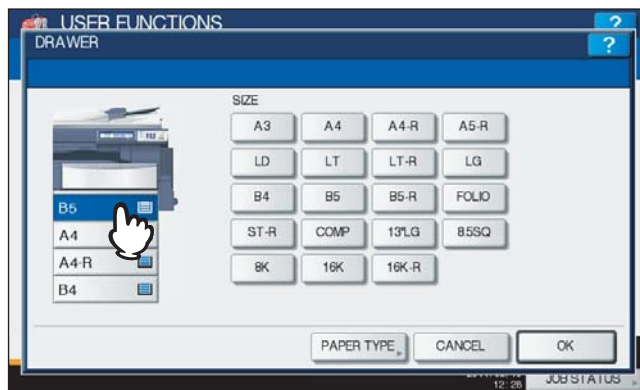 USER FUNCTIONS
?
DRAWER
?
SIZE
A3 A4 A4-R A5-R
LD LT LT-R LG
B4 B5 B5-R FOLIO
ST-R COMP 13"LG 8.5SQ
8K 16K 16K-R
B5
A4
A4-R
B4
PAPER TYPE
CANCEL
OK
12:28
JOB STATUS